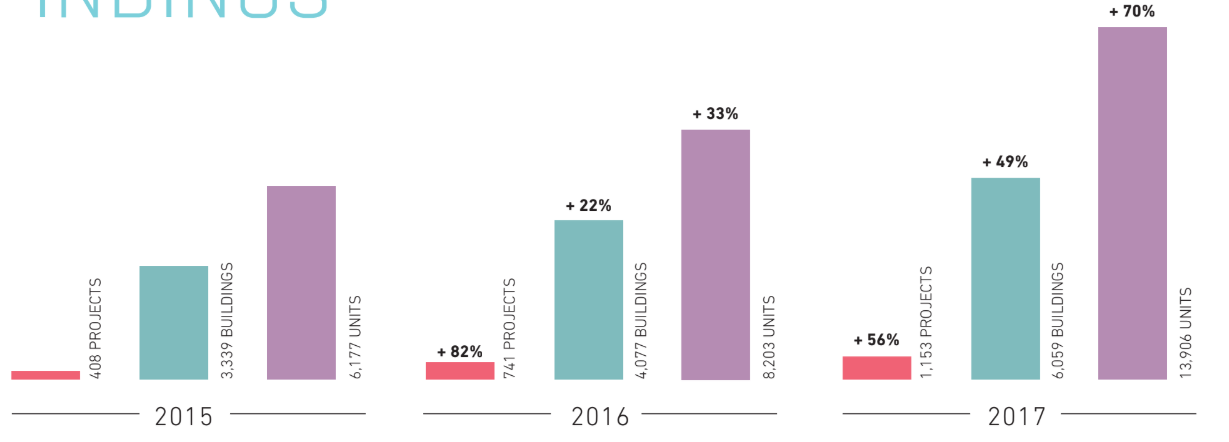 INDINGS
408 PROJECTS
3,339 BUILDINGS
6,177 UNITS
2015
+ 82%
741 PROJECTS
+ 22%
4,077 BUILDINGS
+ 33%
8,203 UNITS
2016
+ 56%
1,153 PROJECTS
+ 49%
6,059 BUILDINGS
+ 70%
13,906 UNITS
2017